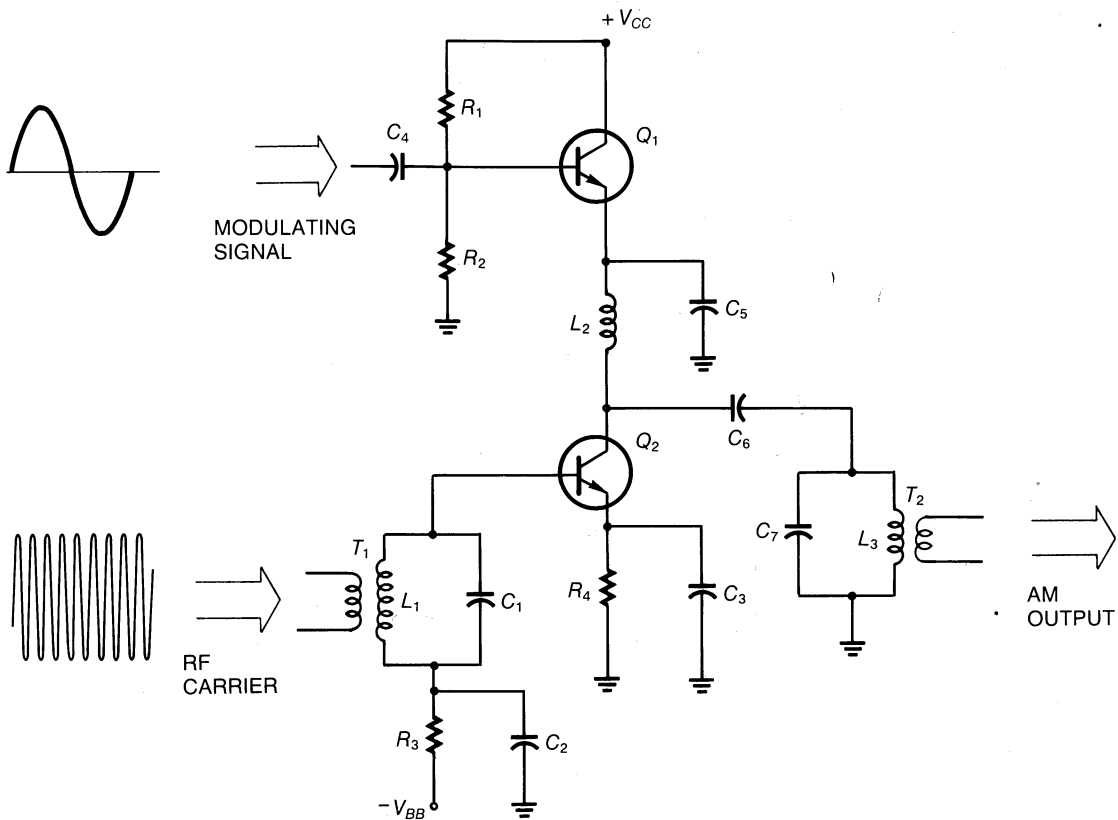 + V_CC
R_1
C_4
Q_1
MODULATING
SIGNAL
R_2
C_5
L_2
C_6
Q_2
T_2
C_7
L_3
T_1
L_1
C_1
R_4
C_3
AM
OUTPUT
RF
CARRIER
R_3
C_2
− V_BB